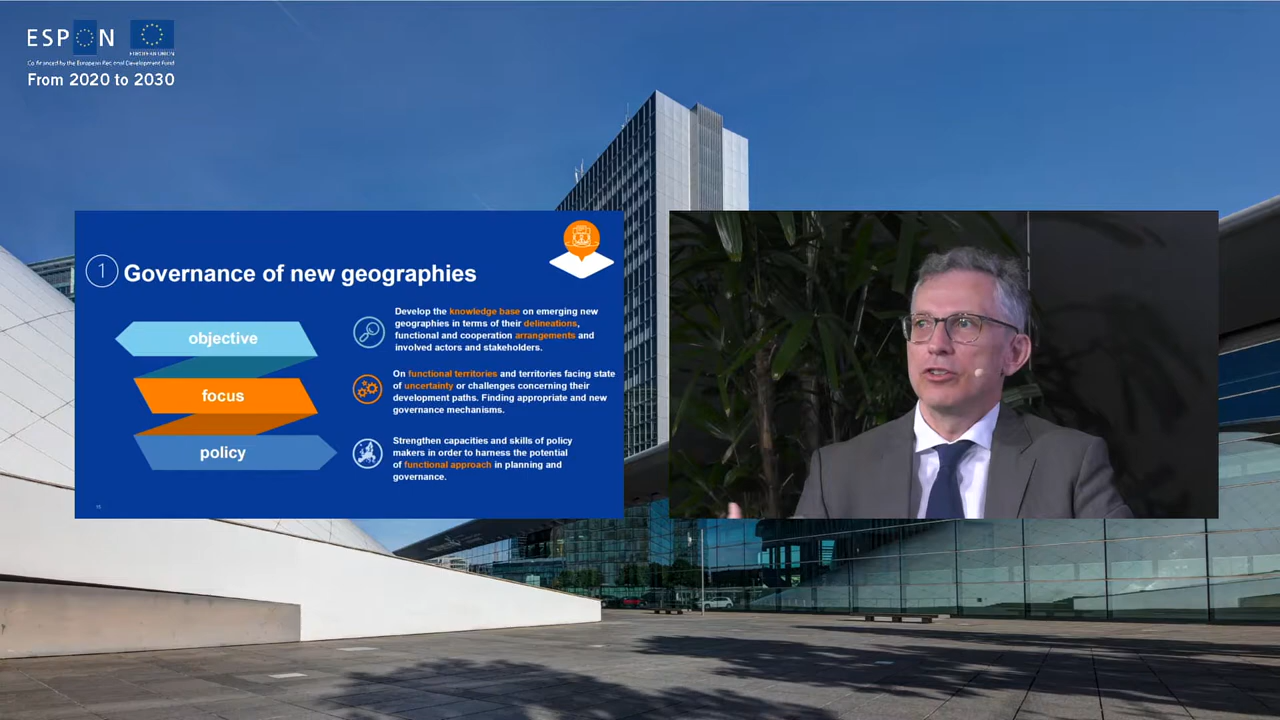 ESPON
EUROPEAN UNION
Co-financed by the European Regional Development Fund
From 2020 to 2030
1 Governance of new geographies
objective
Develop the knowledge base on emerging new
geographies in terms of their delineations,
functional and cooperation arrangements and
involved actors and stakeholders.
focus
On functional territories and territories facing state
of uncertainty or challenges concerning their
development paths. Finding appropriate and new
governance mechanisms.
policy
Strengthen capacities and skills of policy
makers in order to harness the potential
of functional approach in planning and
governance.